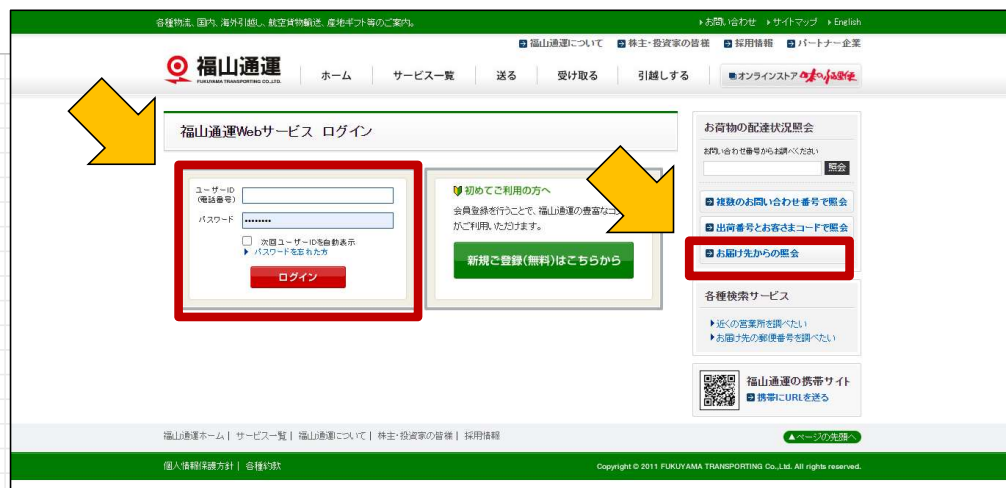 各種物流、国内、海外引越し、航空貨物輸送、産地ギフト等のご案内。
お問い合わせ サイトマップ English
福山通運について 株主・投資家の皆様 採用情報 パートナー企業
福山通運
FUKUYAMA TRANSPORTING CO.,LTD.
ホーム サービス一覧 送る 受け取る 引越しする オンラインストア
福山通運Webサービス ログイン
ユーザーID
(電話番号)
パスワード ••••••••
次回ユーザーIDを自動表示
パスワードを忘れた方
ログイン
初めてご利用の方へ
会員登録を行うことで、福山通運の豊富なコ
がご利用いただけます。
新規ご登録(無料)はこちらから
お荷物の配達状況照会
お問い合わせ番号からお調べください
照会
複数のお問い合わせ番号で照会
出荷番号とお客さまコードで照会
お届け先からの照会
各種検索サービス
近くの営業所を調べたい
お届け先の郵便番号を調べたい
福山通運の携帯サイト
携帯にURLを送る
福山通運ホーム | サービス一覧 | 福山通運について | 株主・投資家の皆様 | 採用情報
▲ページの先頭へ
個人情報保護方針 | 各種約款
Copyright © 2011 FUKUYAMA TRANSPORTING Co.,Ltd. All rights reserved.